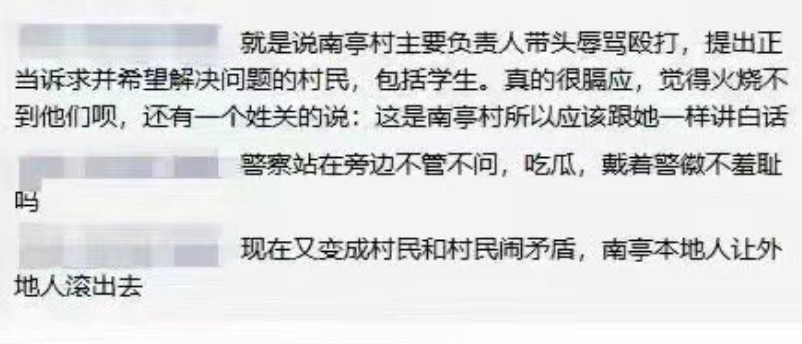 就是说南亭村主要负责人带头辱骂殴打，提出正
当诉求并希望解决问题的村民，包括学生。真的很膈应，觉得火烧不
到他们呗，还有一个姓关的说：这是南亭村所以应该跟她一样讲白话
警察站在旁边不管不问，吃瓜，戴着警徽不羞耻
吗
现在又变成村民和村民闹矛盾，南亭本地人让外
地人滚出去